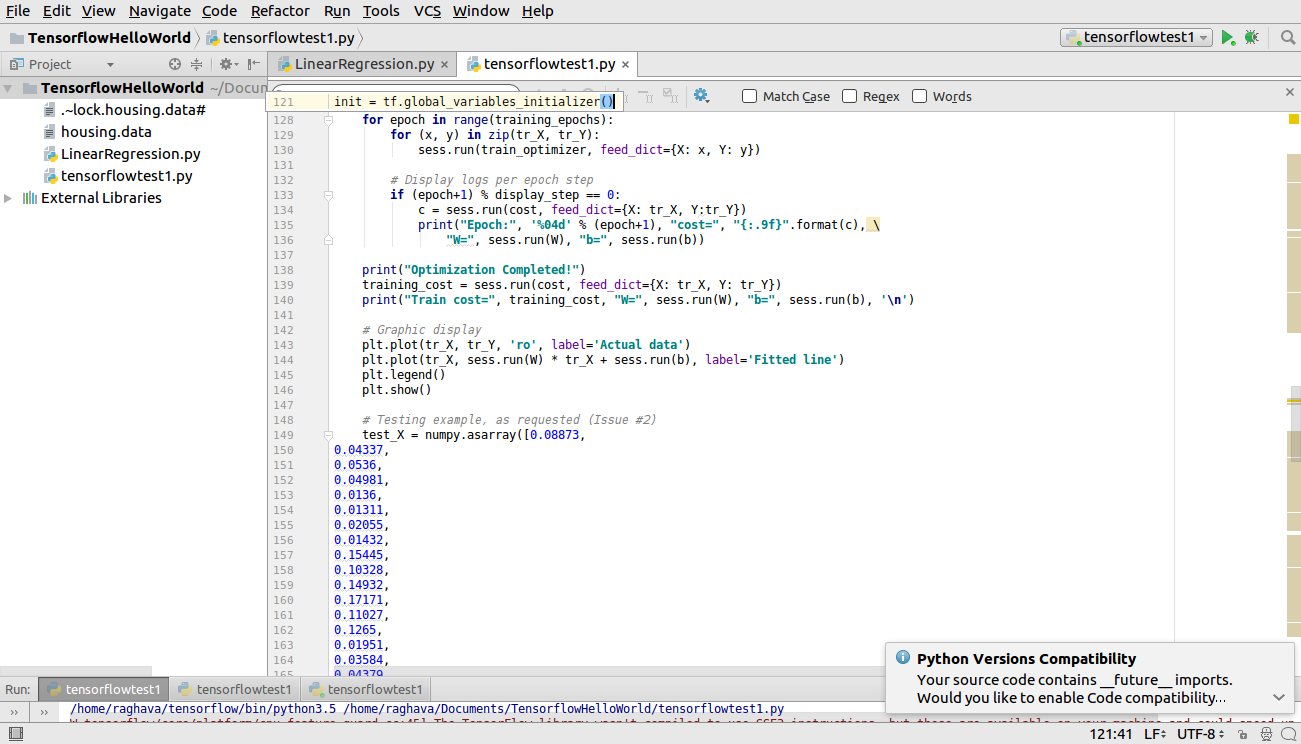 File Edit View Navigate Code Refactor Run Tools VCS Window Help
TensorflowHelloWorld tensorflowtest1.py tensorflowtest1
Project LinearRegression.py × tensorflowtest1.py ×
TensorflowHelloWorld ~/Docum
.~lock.housing.data#
housing.data
LinearRegression.py
tensorflowtest1.py
External Libraries
Match Case Regex Words
121 init = tf.global_variables_initializer()
128 for epoch in range(training_epochs):
129 for (x, y) in zip(tr_X, tr_Y):
130 sess.run(train_optimizer, feed_dict={X: x, Y: y})
131
132 # Display logs per epoch step
133 if (epoch+1) % display_step == 0:
134 c = sess.run(cost, feed_dict={X: tr_X, Y:tr_Y})
135 print("Epoch:", '%04d' % (epoch+1), "cost=", "{:.9f}".format(c), \
136 "W=", sess.run(W), "b=", sess.run(b))
137
138 print("Optimization Completed!")
139 training_cost = sess.run(cost, feed_dict={X: tr_X, Y: tr_Y})
140 print("Train cost=", training_cost, "W=", sess.run(W), "b=", sess.run(b), '\n')
141
142 # Graphic display
143 plt.plot(tr_X, tr_Y, 'ro', label='Actual data')
144 plt.plot(tr_X, sess.run(W) * tr_X + sess.run(b), label='Fitted line')
145 plt.legend()
146 plt.show()
147
148 # Testing example, as requested (Issue #2)
149 test_X = numpy.asarray([0.08873,
150 0.04337,
151 0.0536,
152 0.04981,
153 0.0136,
154 0.01311,
155 0.02055,
156 0.01432,
157 0.15445,
158 0.10328,
159 0.14932,
160 0.17171,
161 0.11027,
162 0.1265,
163 0.01951,
164 0.03584,
165 0.04379
Python Versions Compatibility
Your source code contains __future__ imports.
Would you like to enable Code compatibility...
Run: tensorflowtest1 tensorflowtest1 tensorflowtest1
/home/raghava/tensorflow/bin/python3.5 /home/raghava/Documents/TensorflowHelloWorld/tensorflowtest1.py
121:41 LF UTF-8